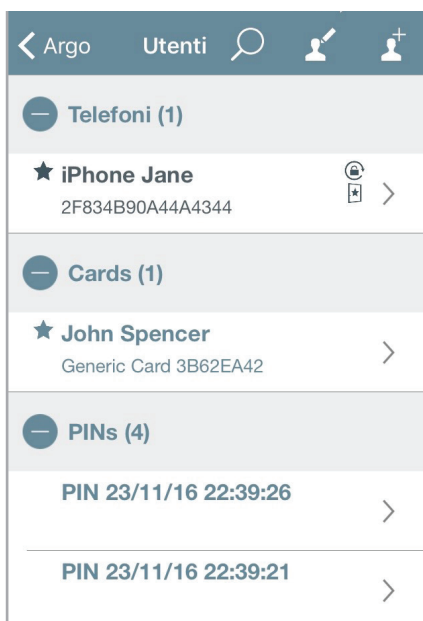 Argo Utenti
Telefoni (1)
iPhone Jane
2F834B90A44A4344
Cards (1)
John Spencer
Generic Card 3B62EA42
PINs (4)
PIN 23/11/16 22:39:26
PIN 23/11/16 22:39:21